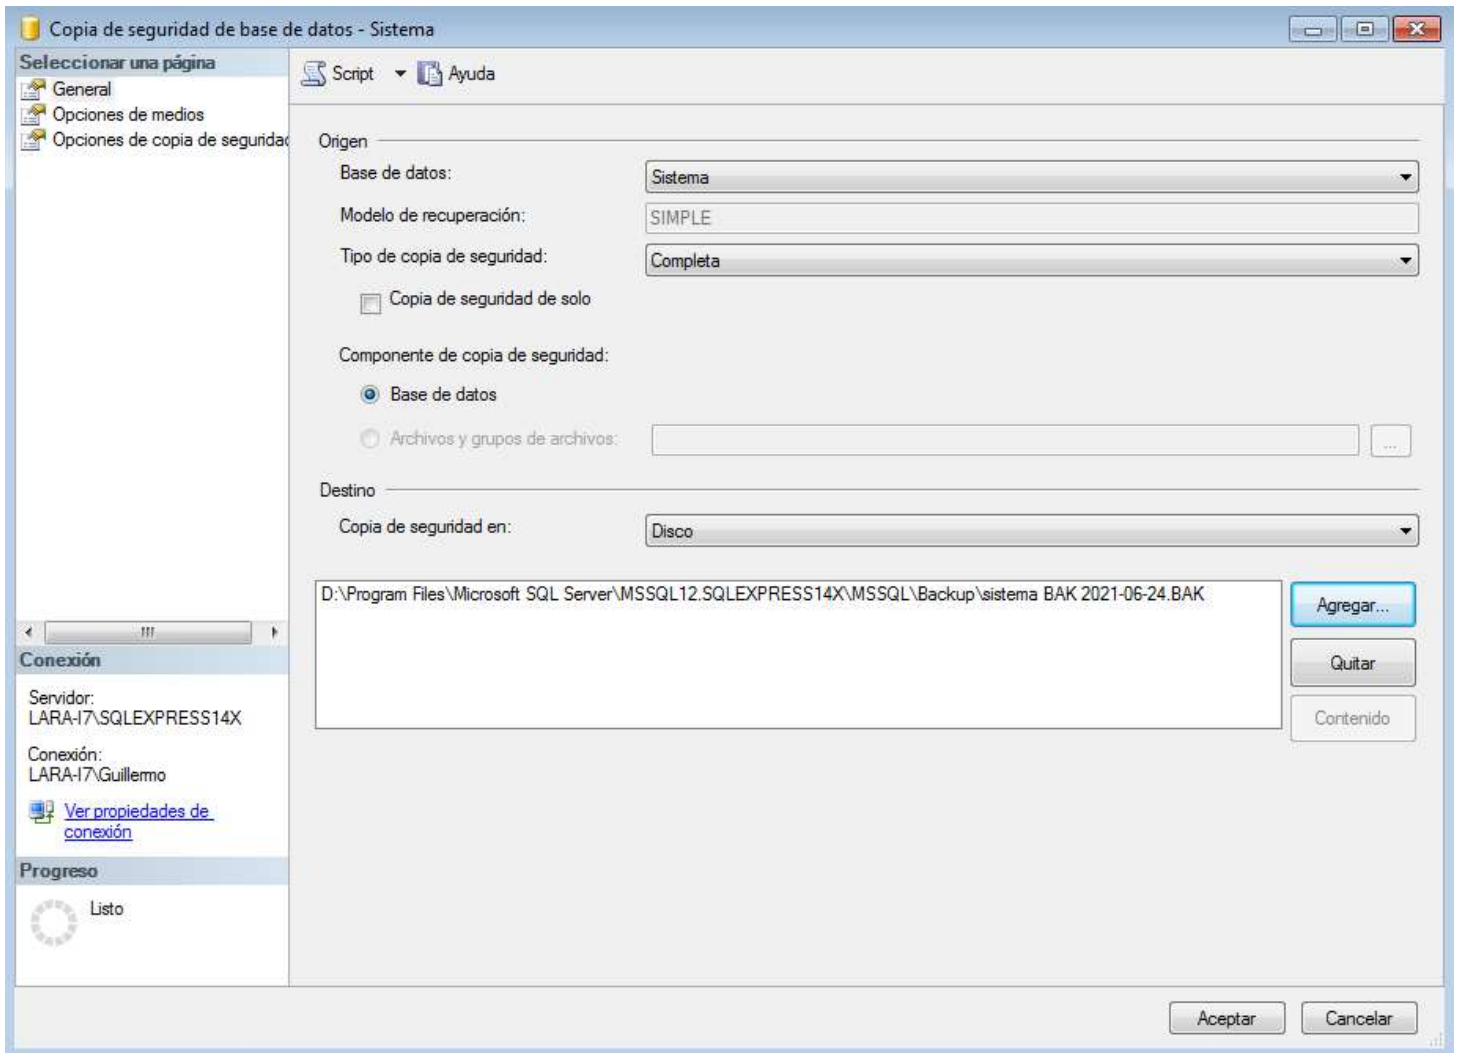 Copia de seguridad de base de datos - Sistema
Seleccionar una página
General
Opciones de medios
Opciones de copia de seguridad
Script
Ayuda
Origen
Base de datos:
Sistema
Modelo de recuperación:
SIMPLE
Tipo de copia de seguridad:
Completa
Copia de seguridad de solo
Componente de copia de seguridad:
Base de datos
Archivos y grupos de archivos:
...
Destino
Copia de seguridad en:
Disco
D:\Program Files\Microsoft SQL Server\MSSQL12.SQLEXPRESS14X\MSSQL\Backup\sistema BAK 2021-06-24.BAK
Agregar...
Quitar
Contenido
Conexión
Servidor:
LARA-I7\SQLEXPRESS14X
Conexión:
LARA-I7\Guillermo
Ver propiedades de
conexión
Progreso
Listo
Aceptar
Cancelar